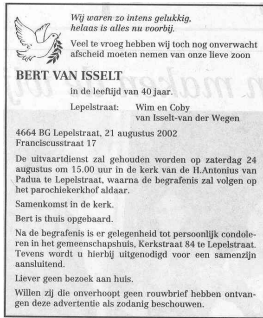 Wij waren zo intens gelukkig,
helaas is alles nu voorbij.
Veel te vroeg hebben wij toch nog onverwacht
afscheid moeten nemen van onze lieve zoon
BERT VAN ISSELT
in de leeftijd van 40 jaar.
Lepelstraat: Wim en Coby
van Isselt-van der Wegen
4664 BG Lepelstraat, 21 augustus 2002
Franciscusstraat 17
De uitvaartdienst zal gehouden worden op zaterdag 24
augustus om 15.00 uur in de kerk van de H.Antonius van
Padua te Lepelstraat, waarna de begrafenis zal volgen op
het parochiekerkhof aldaar.
Samenkomst in de kerk.
Bert is thuis opgebaard.
Na de begrafenis is er gelegenheid tot persoonlijk condole-
ren in het gemeenschapshuis, Kerkstraat 84 te Lepelstraat.
Tevens wordt u hierbij uitgenodigd voor een samenzijn
aansluitend.
Liever geen bezoek aan huis.
Willen zij die onverhoopt geen rouwbrief hebben ontvan-
gen deze advertentie als zodanig beschouwen.